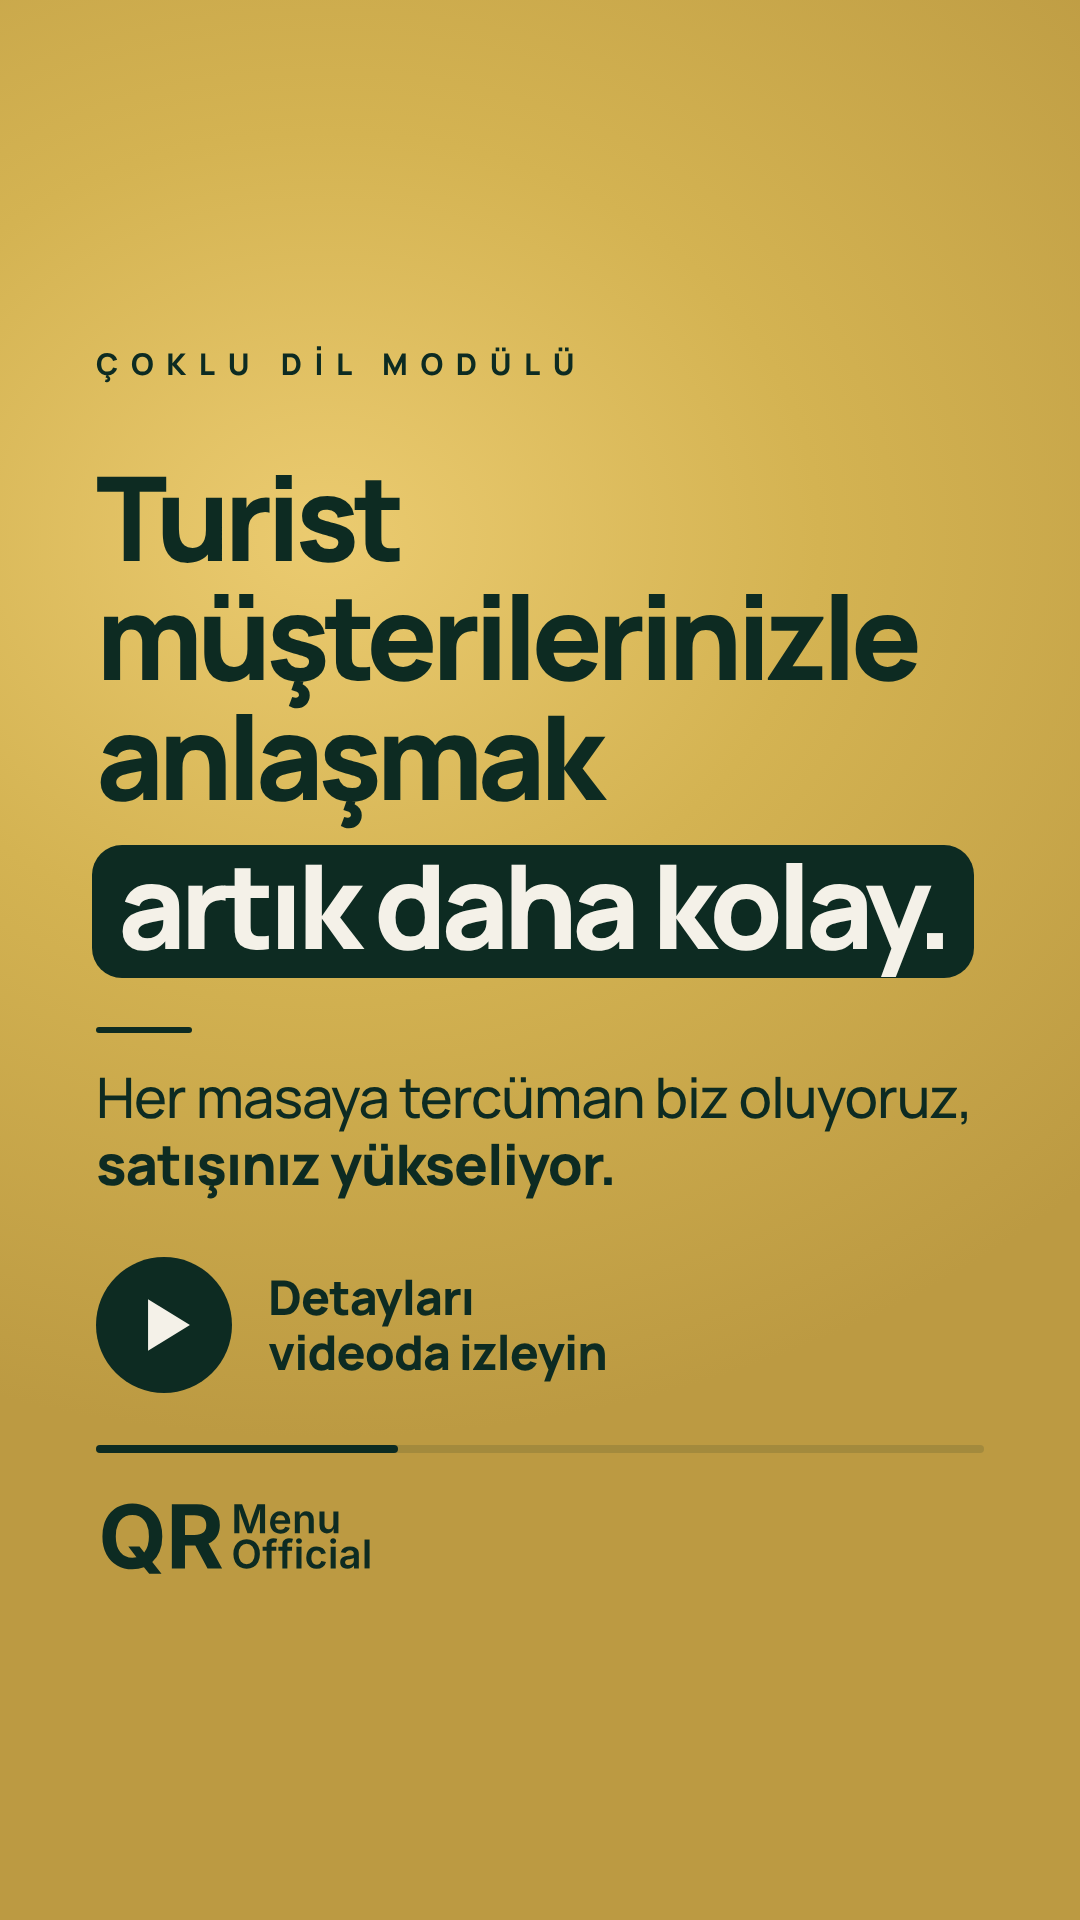 ÇOKLU DİL MODÜLÜ
Turist
müşterilerinizle
anlaşmak
artık daha kolay.
Her masaya tercüman biz oluyoruz,
satışınız yükseliyor.
Detayları
videoda izleyin
QR Menu
Official